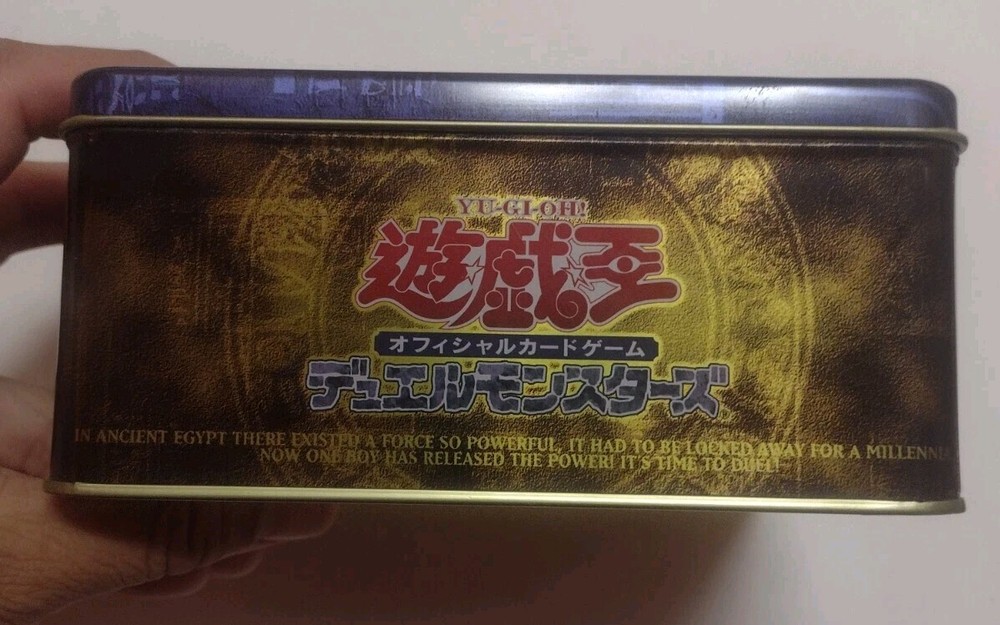 YU-GI-OH!
遊戯王
オフィシャルカードゲーム
デュエルモンスターズ
IN ANCIENT EGYPT THERE EXISTED A FORCE SO POWERFUL, IT HAD TO BE LOCKED AWAY FOR A MILLENNI
NOW ONE BOY HAS RELEASED THE POWER! IT'S TIME TO DUEL!